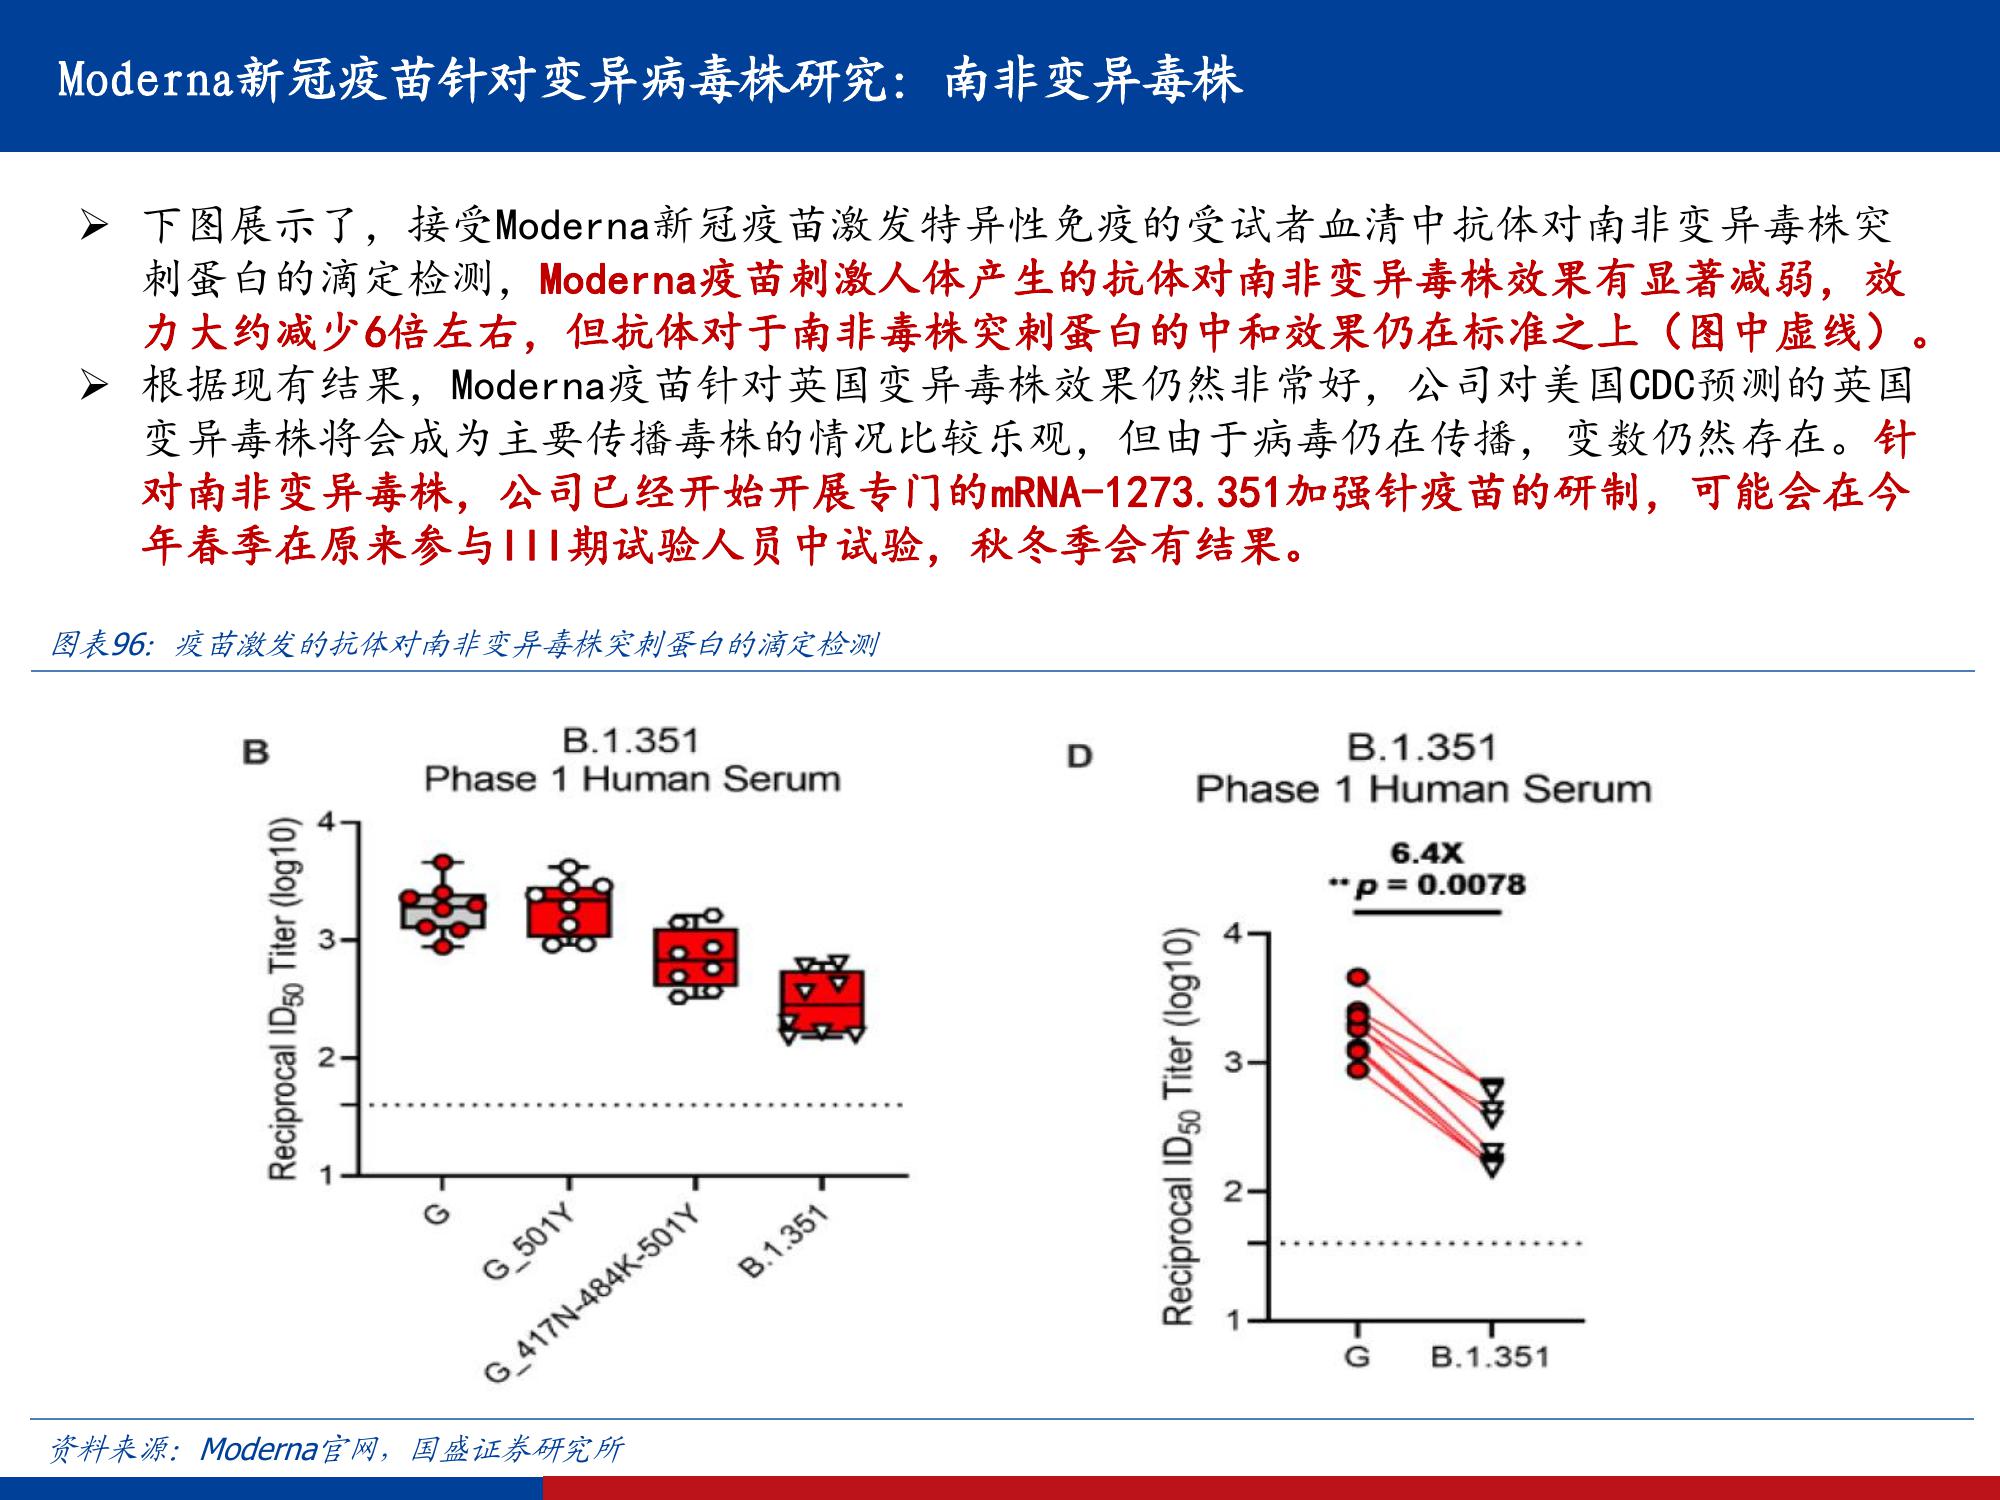 Moderna新冠疫苗针对变异病毒株研究：南非变异毒株
➢ 下图展示了，接受Moderna新冠疫苗激发特异性免疫的受试者血清中抗体对南非变异毒株突
刺蛋白的滴定检测，Moderna疫苗刺激人体产生的抗体对南非变异毒株效果有显著减弱，效
力大约减少6倍左右，但抗体对于南非毒株突刺蛋白的中和效果仍在标准之上（图中虚线）。
➢ 根据现有结果，Moderna疫苗针对英国变异毒株效果仍然非常好，公司对美国CDC预测的英国
变异毒株将会成为主要传播毒株的情况比较乐观，但由于病毒仍在传播，变数仍然存在。针
对南非变异毒株，公司已经开始开展专门的mRNA-1273.351加强针疫苗的研制，可能会在今
年春季在原来参与III期试验人员中试验，秋冬季会有结果。
图表96：疫苗激发的抗体对南非变异毒株突刺蛋白的滴定检测
B
B.1.351
Phase 1 Human Serum
Reciprocal ID50 Titer (log10)
4
3
2
1
G
G_501Y
G_417N-484K-501Y
B.1.351
D
B.1.351
Phase 1 Human Serum
6.4X
** p = 0.0078
Reciprocal ID50 Titer (log10)
4
3
2
1
G
B.1.351
资料来源：Moderna官网，国盛证券研究所